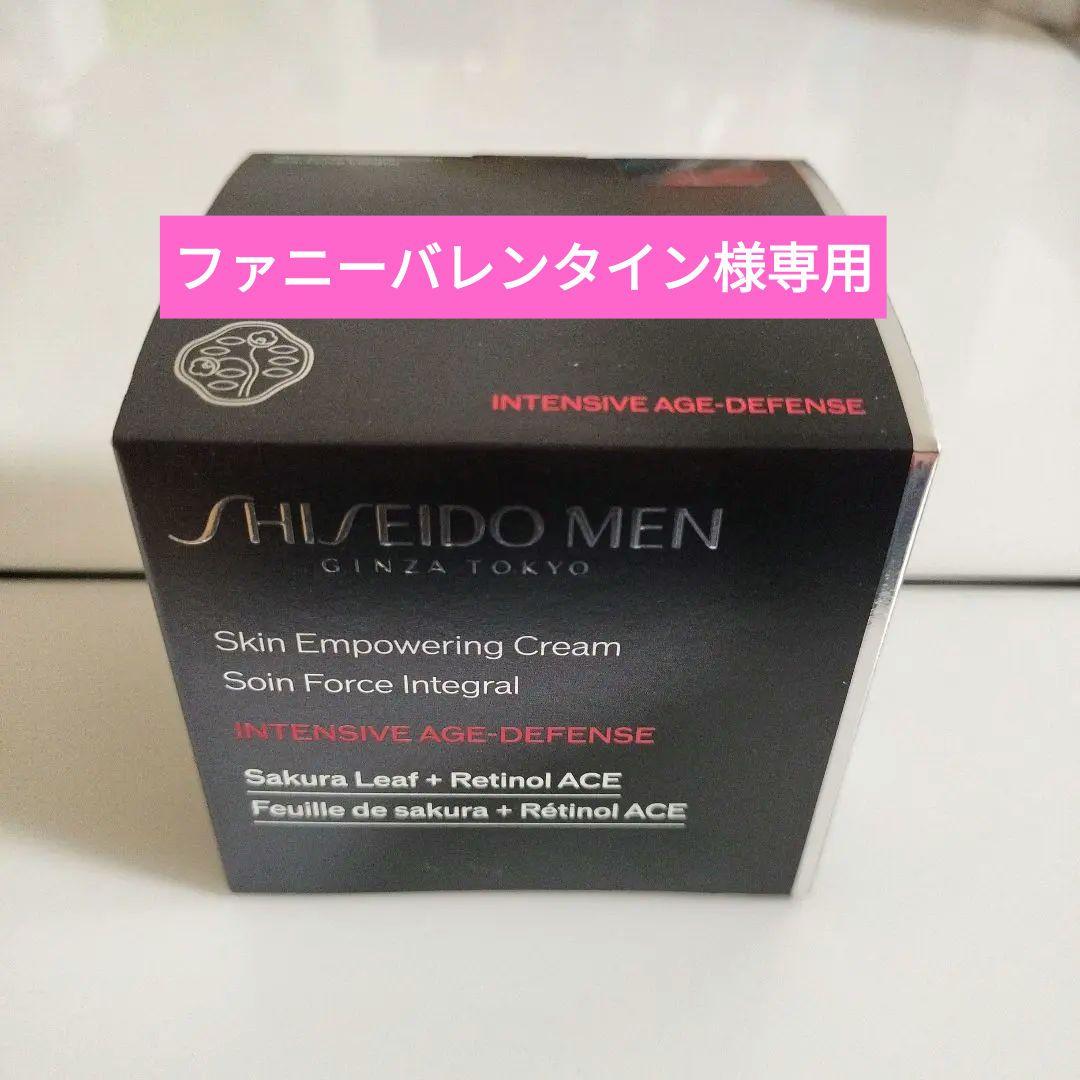 ファニーバレンタイン様専用
INTENSIVE AGE-DEFENSE
SHISEIDO MEN
GINZA TOKYO
Skin Empowering Cream
Soin Force Integral
INTENSIVE AGE-DEFENSE
Sakura Leaf + Retinol ACE
Feuille de sakura + Rétinol ACE